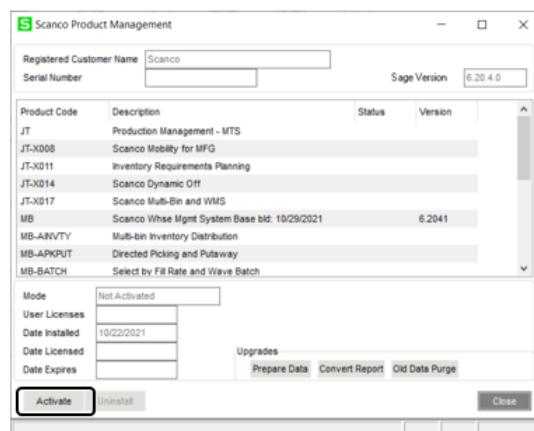 S Scanco Product Management
Registered Customer Name Scanco
Serial Number Sage Version 6.20.4.0
Product Code Description Status Version
JT Production Management - MTS
JT-X008 Scanco Mobility for MFG
JT-X011 Inventory Requirements Planning
JT-X014 Scanco Dynamic Off
JT-X017 Scanco Multi-Bin and WMS
MB Scanco Whse Mgmt System Base bld: 10/29/2021 6.2041
MB-AINVTY Multi-bin Inventory Distribution
MB-APKPUT Directed Picking and Putaway
MB-BATCH Select by Fill Rate and Wave Batch
Mode Not Activated
User Licenses
Date Installed 10/22/2021
Date Licensed Upgrades
Date Expires Prepare Data Convert Report Old Data Purge
Activate Uninstall Close